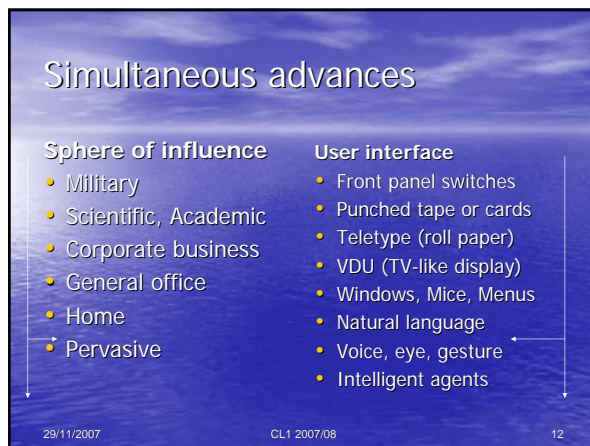 Simultaneous advances
Sphere of influence
• Military
• Scientific, Academic
• Corporate business
• General office
• Home
• Pervasive
User interface
• Front panel switches
• Punched tape or cards
• Teletype (roll paper)
• VDU (TV-like display)
• Windows, Mice, Menus
• Natural language
• Voice, eye, gesture
• Intelligent agents
29/11/2007 CL1 2007/08 12